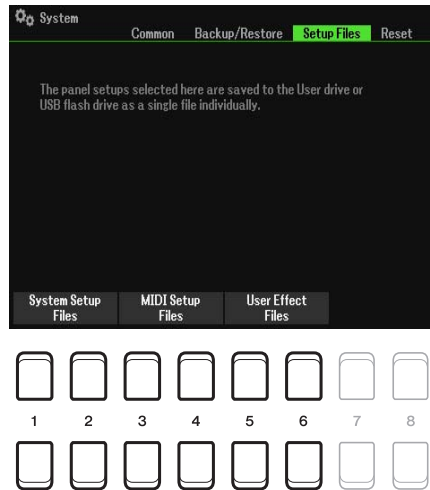 System
Common Backup/Restore Setup Files Reset
The panel setups selected here are saved to the User drive or
USB flash drive as a single file individually.
System Setup Files
MIDI Setup Files
User Effect Files
1 2 3 4 5 6 7 8